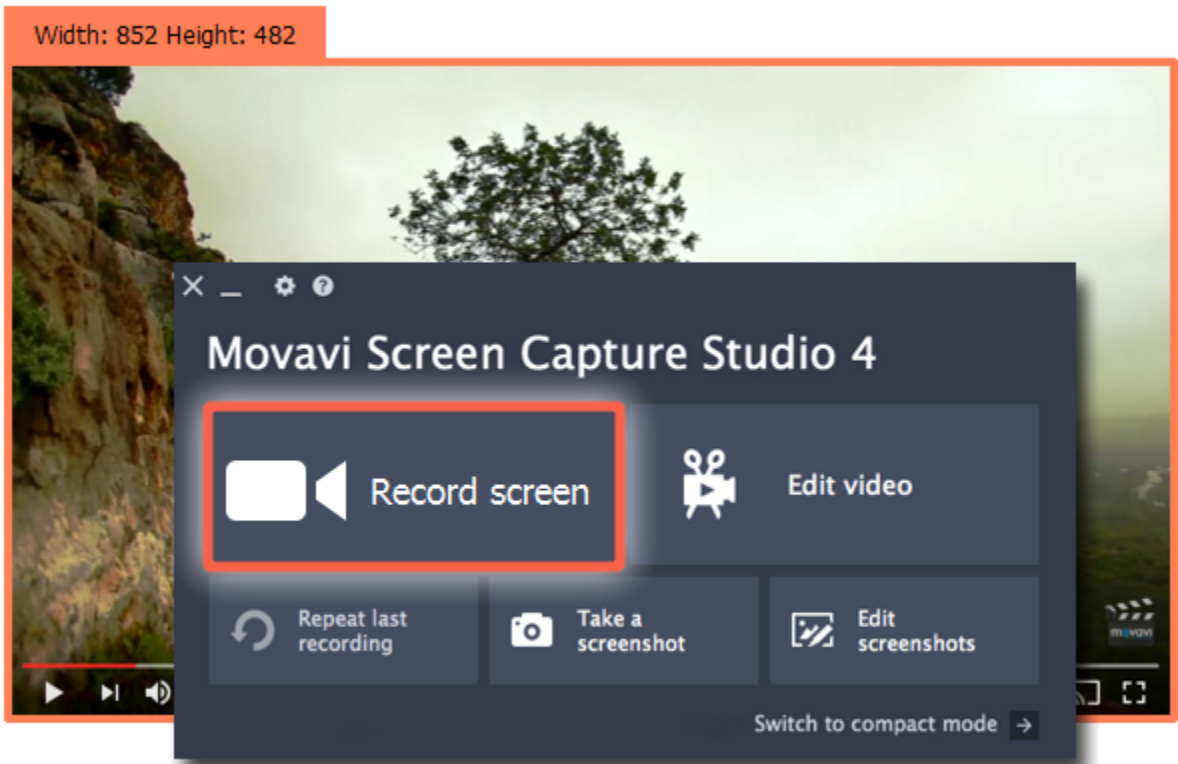 Width: 852 Height: 482
Movavi Screen Capture Studio 4
Record screen
Edit video
Repeat last
recording
Take a
screenshot
Edit
screenshots
movavi
Switch to compact mode